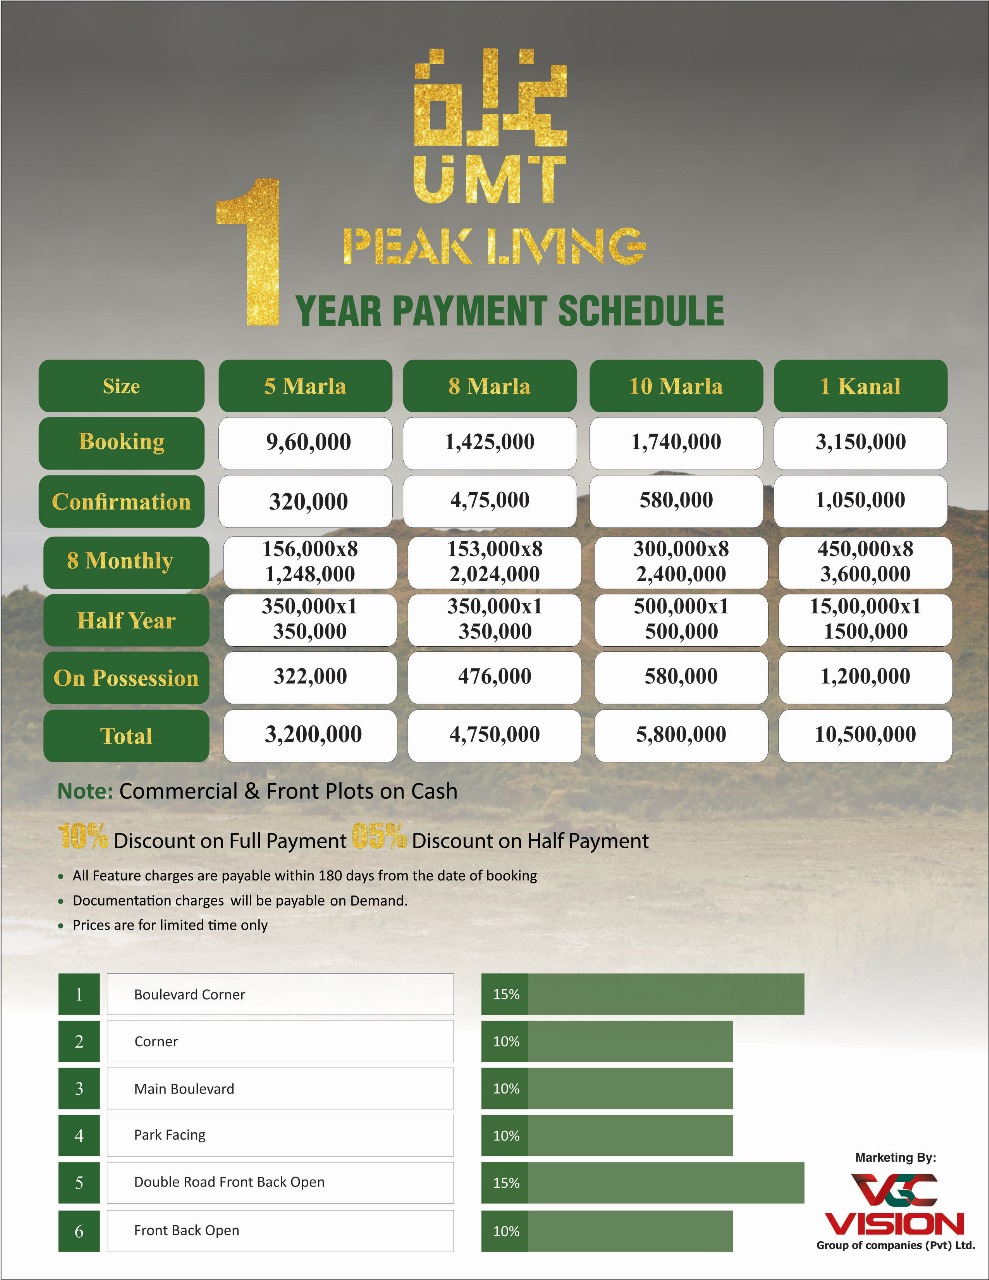 UMT
PEAK LIVING
1 YEAR PAYMENT SCHEDULE
Size 5 Marla 8 Marla 10 Marla 1 Kanal
Booking 9,60,000 1,425,000 1,740,000 3,150,000
Confirmation 320,000 4,75,000 580,000 1,050,000
8 Monthly 156,000x8 153,000x8 300,000x8 450,000x8
1,248,000 2,024,000 2,400,000 3,600,000
Half Year 350,000x1 350,000x1 500,000x1 15,00,000x1
350,000 350,000 500,000 1500,000
On Possession 322,000 476,000 580,000 1,200,000
Total 3,200,000 4,750,000 5,800,000 10,500,000
Note: Commercial & Front Plots on Cash
10% Discount on Full Payment 05% Discount on Half Payment
• All Feature charges are payable within 180 days from the date of booking
• Documentation charges will be payable on Demand.
• Prices are for limited time only
1 Boulevard Corner 15%
2 Corner 10%
3 Main Boulevard 10%
4 Park Facing 10%
5 Double Road Front Back Open 15%
6 Front Back Open 10%
Marketing By:
VGC
VISION
Group of companies (Pvt) Ltd.